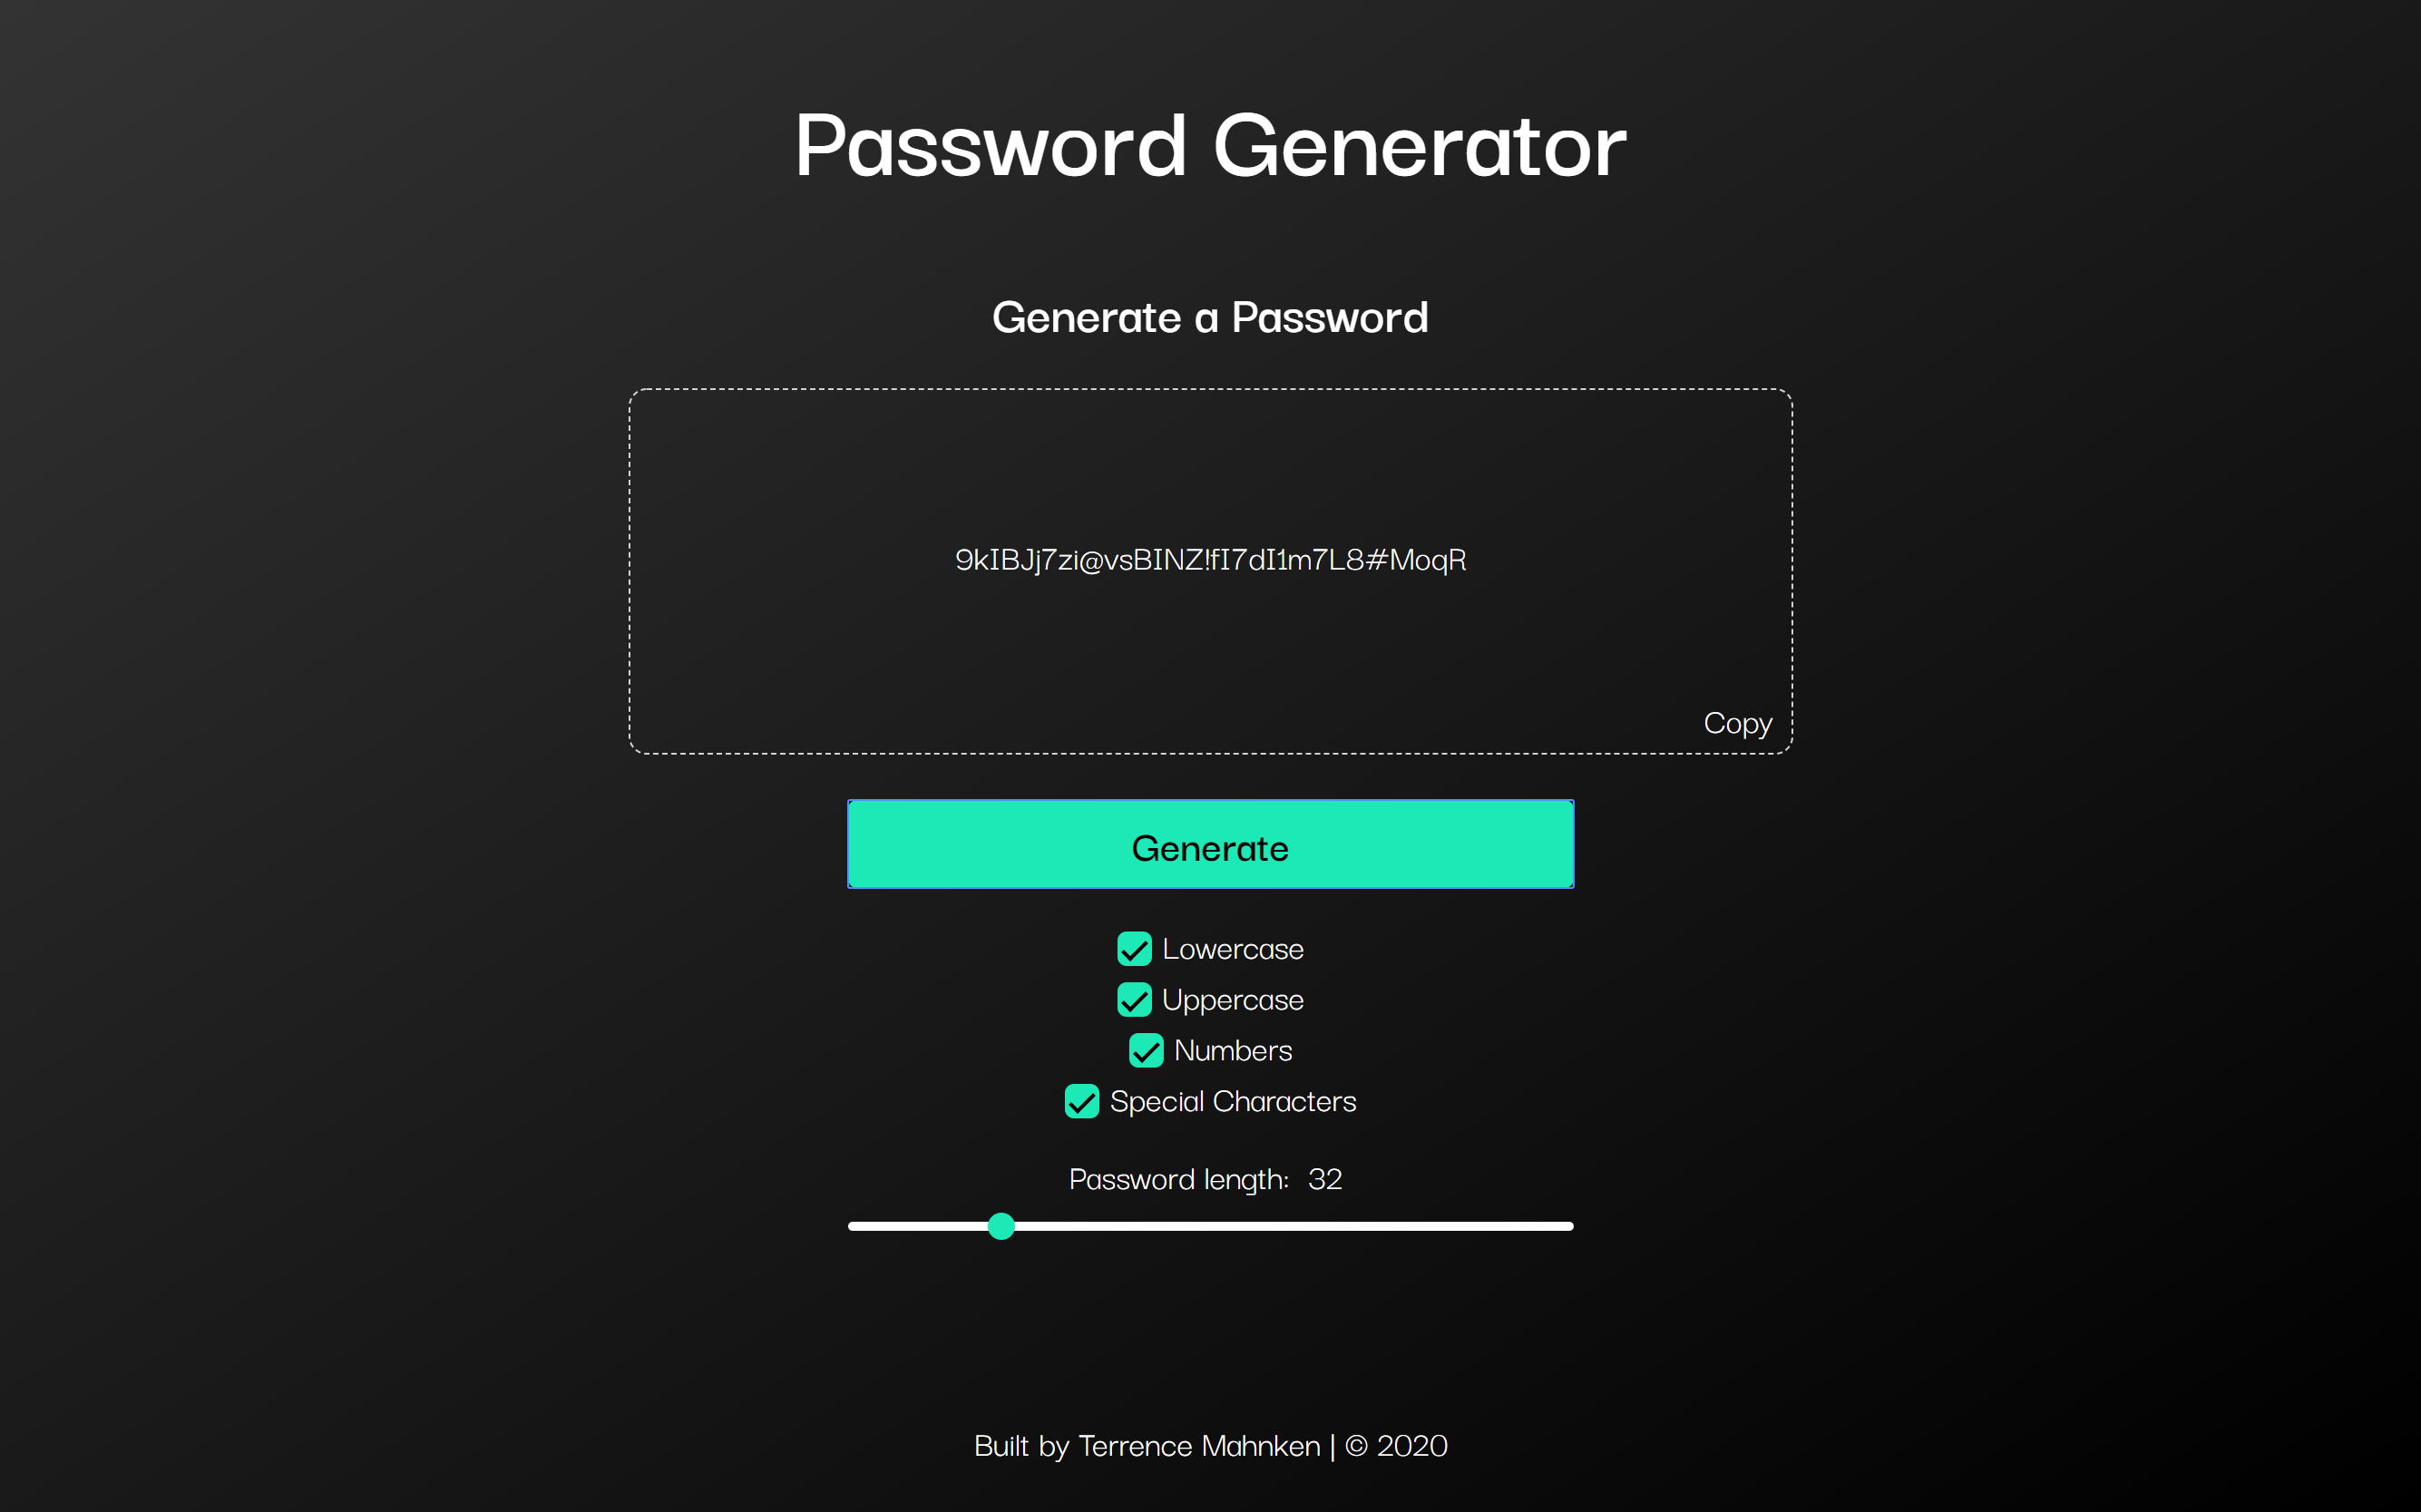 Password Generator
Generate a Password
9kIBJj7zi@vsBINZ!fI7dI1m7L8#MoqR
Copy
Generate
Lowercase
Uppercase
Numbers
Special Characters
Password length: 32
Built by Terrence Mahnken | © 2020